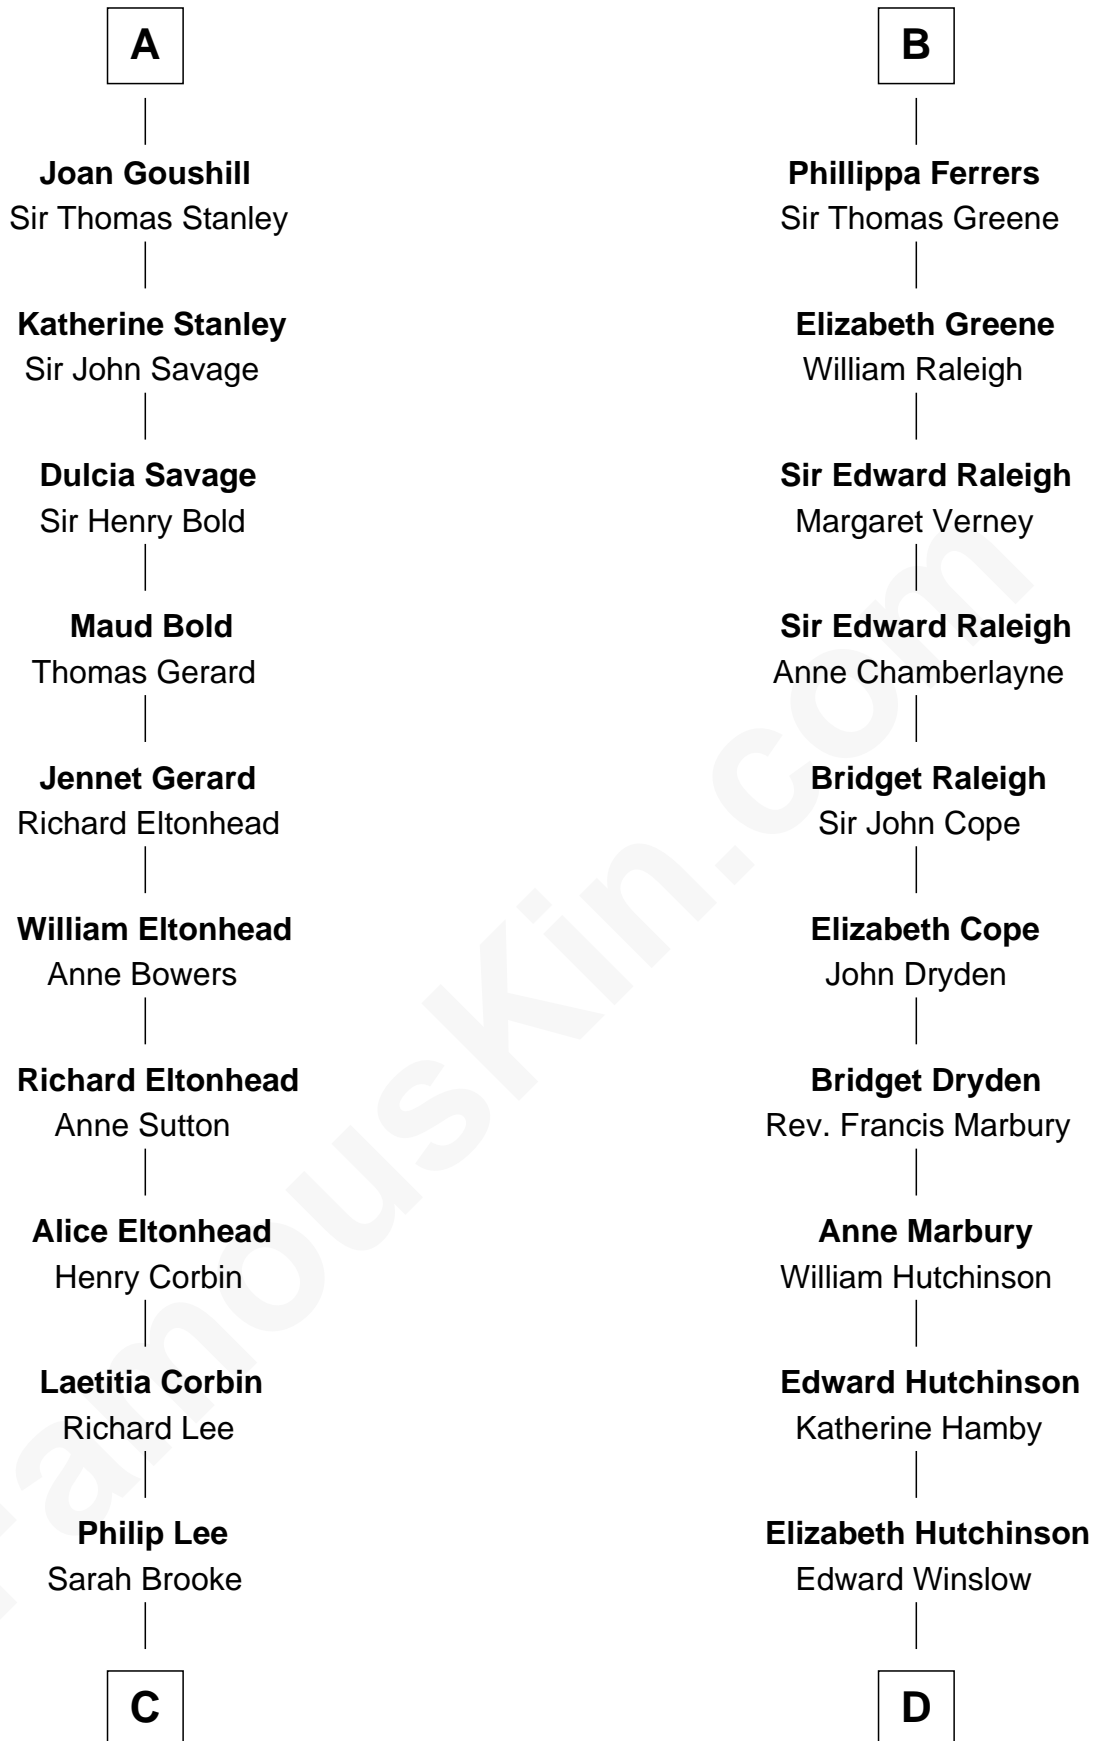 A
Joan Goushill
Sir Thomas Stanley
Katherine Stanley
Sir John Savage
Dulcia Savage
Sir Henry Bold
Maud Bold
Thomas Gerard
Jennet Gerard
Richard Eltonhead
William Eltonhead
Anne Bowers
Richard Eltonhead
Anne Sutton
Alice Eltonhead
Henry Corbin
Laetitia Corbin
Richard Lee
Philip Lee
Sarah Brooke
C
B
Phillippa Ferrers
Sir Thomas Greene
Elizabeth Greene
William Raleigh
Sir Edward Raleigh
Margaret Verney
Sir Edward Raleigh
Anne Chamberlayne
Bridget Raleigh
Sir John Cope
Elizabeth Cope
John Dryden
Bridget Dryden
Rev. Francis Marbury
Anne Marbury
William Hutchinson
Edward Hutchinson
Katherine Hamby
Elizabeth Hutchinson
Edward Winslow
D
FamousKin.com